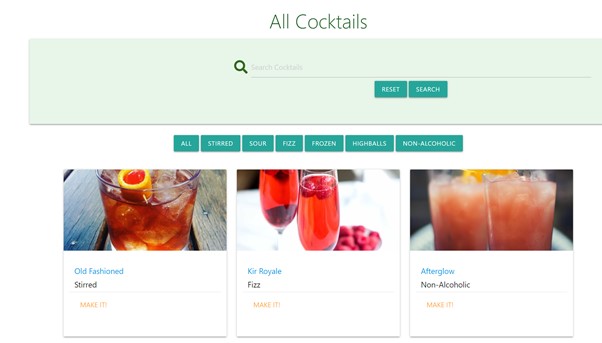 All Cocktails
Search Cocktails
RESET SEARCH
ALL STIRRED SOUR FIZZ FROZEN HIGHBALLS NON-ALCOHOLIC
Old Fashioned Kir Royale Afterglow
Stirred Fizz Non-Alcoholic
MAKE IT! MAKE IT! MAKE IT!